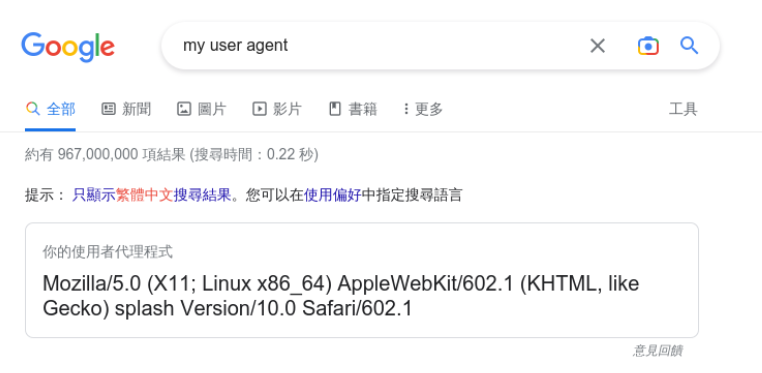 Google my user agent
全部 新聞 圖片 影片 書籍 更多 工具
約有 967,000,000 項結果 (搜尋時間：0.22 秒)
提示： 只顯示繁體中文搜尋結果。您可以在使用偏好中指定搜尋語言
你的使用者代理程式
Mozilla/5.0 (X11; Linux x86_64) AppleWebKit/602.1 (KHTML, like
Gecko) splash Version/10.0 Safari/602.1
意見回饋